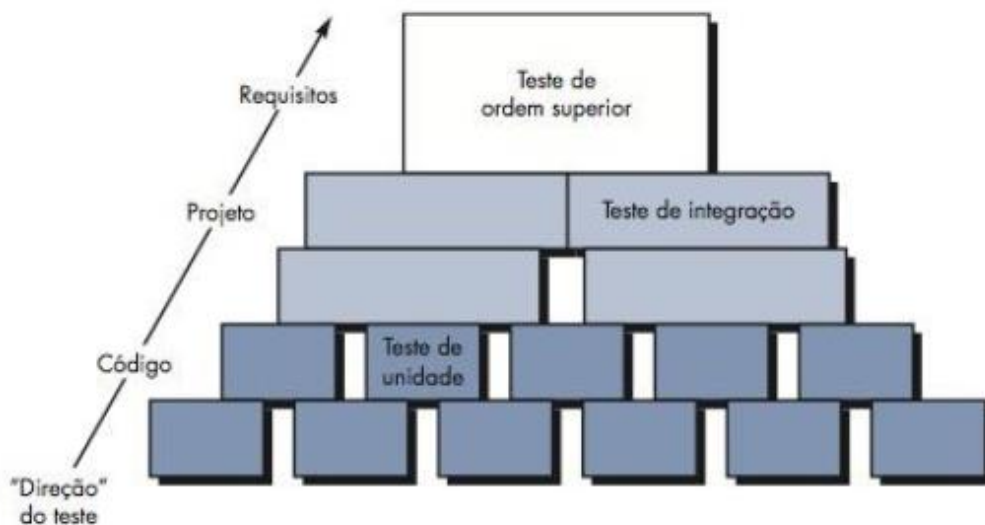 Teste de
ordem superior
Requisitos
Projeto
Teste de integração
Código
Teste de
unidade
"Direção"
do teste